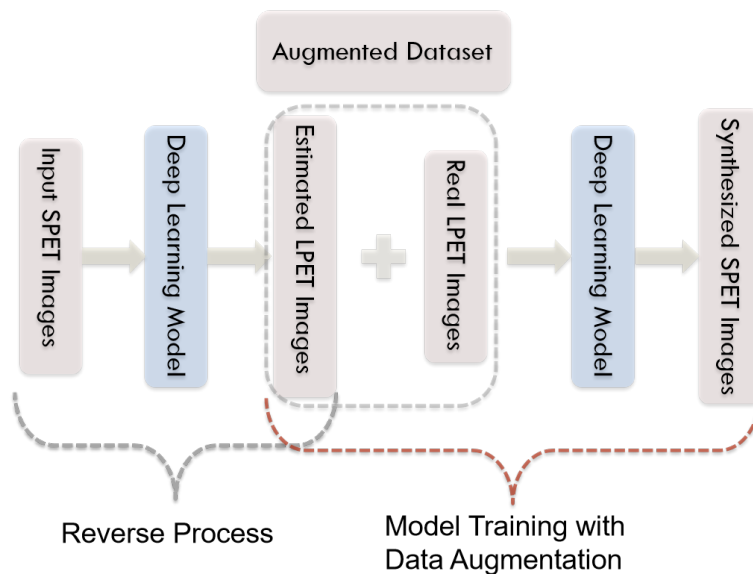 Augmented Dataset
Input SPET Images
Deep Learning Model
Estimated LPET Images
Real LPET Images
Deep Learning Model
Synthesized SPET Images
Reverse Process
Model Training with
Data Augmentation